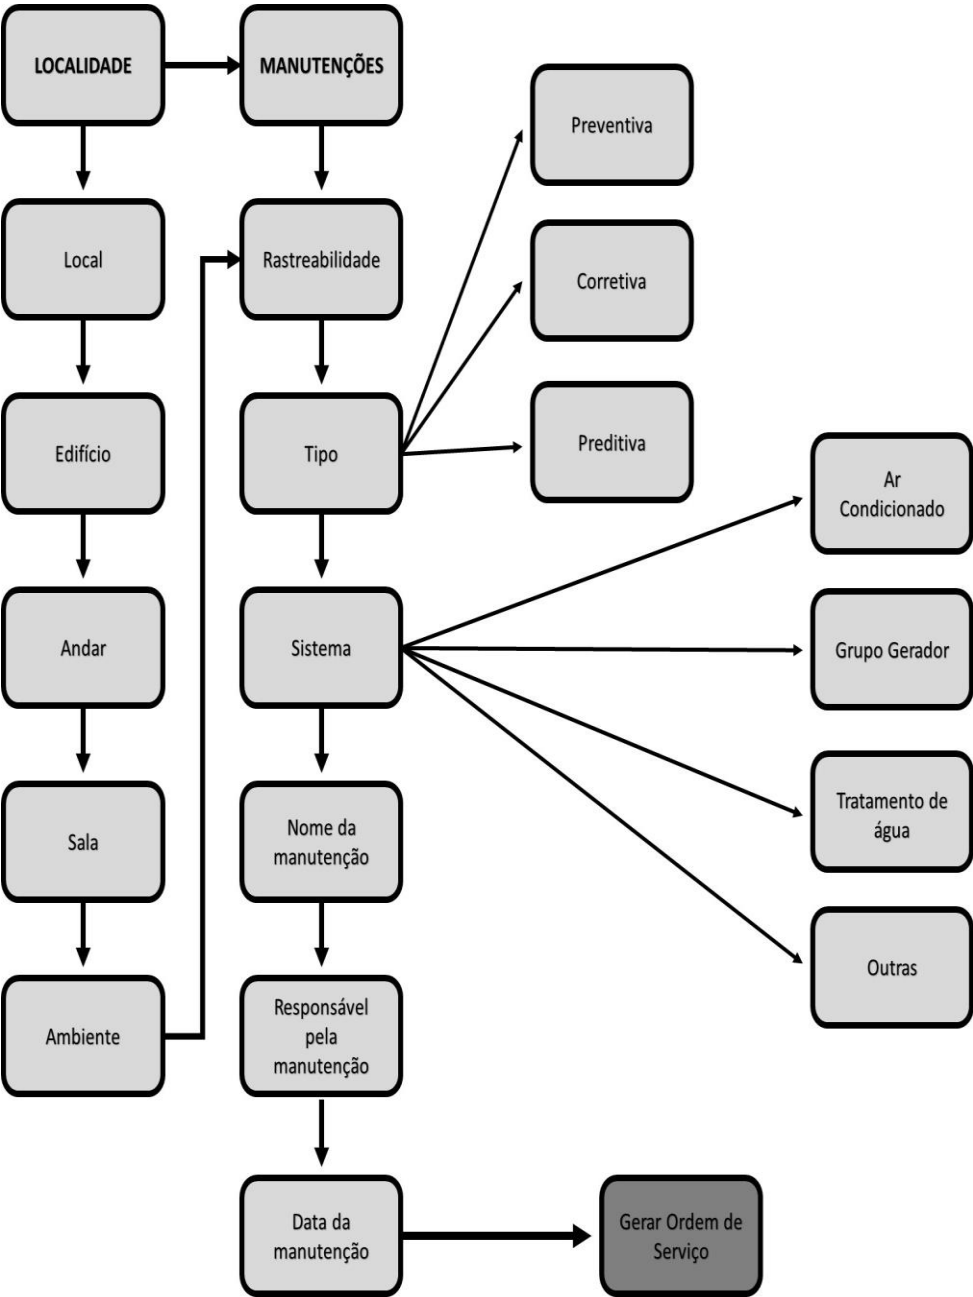 LOCALIDADE
MANUTENÇÕES
Preventiva
Local
Rastreabilidade
Corretiva
Edifício
Tipo
Preditiva
Ar
Condicionado
Andar
Sistema
Grupo Gerador
Sala
Nome da
manutenção
Tratamento de
água
Outras
Ambiente
Responsável
pela
manutenção
Data da
manutenção
Gerar Ordem de
Serviço